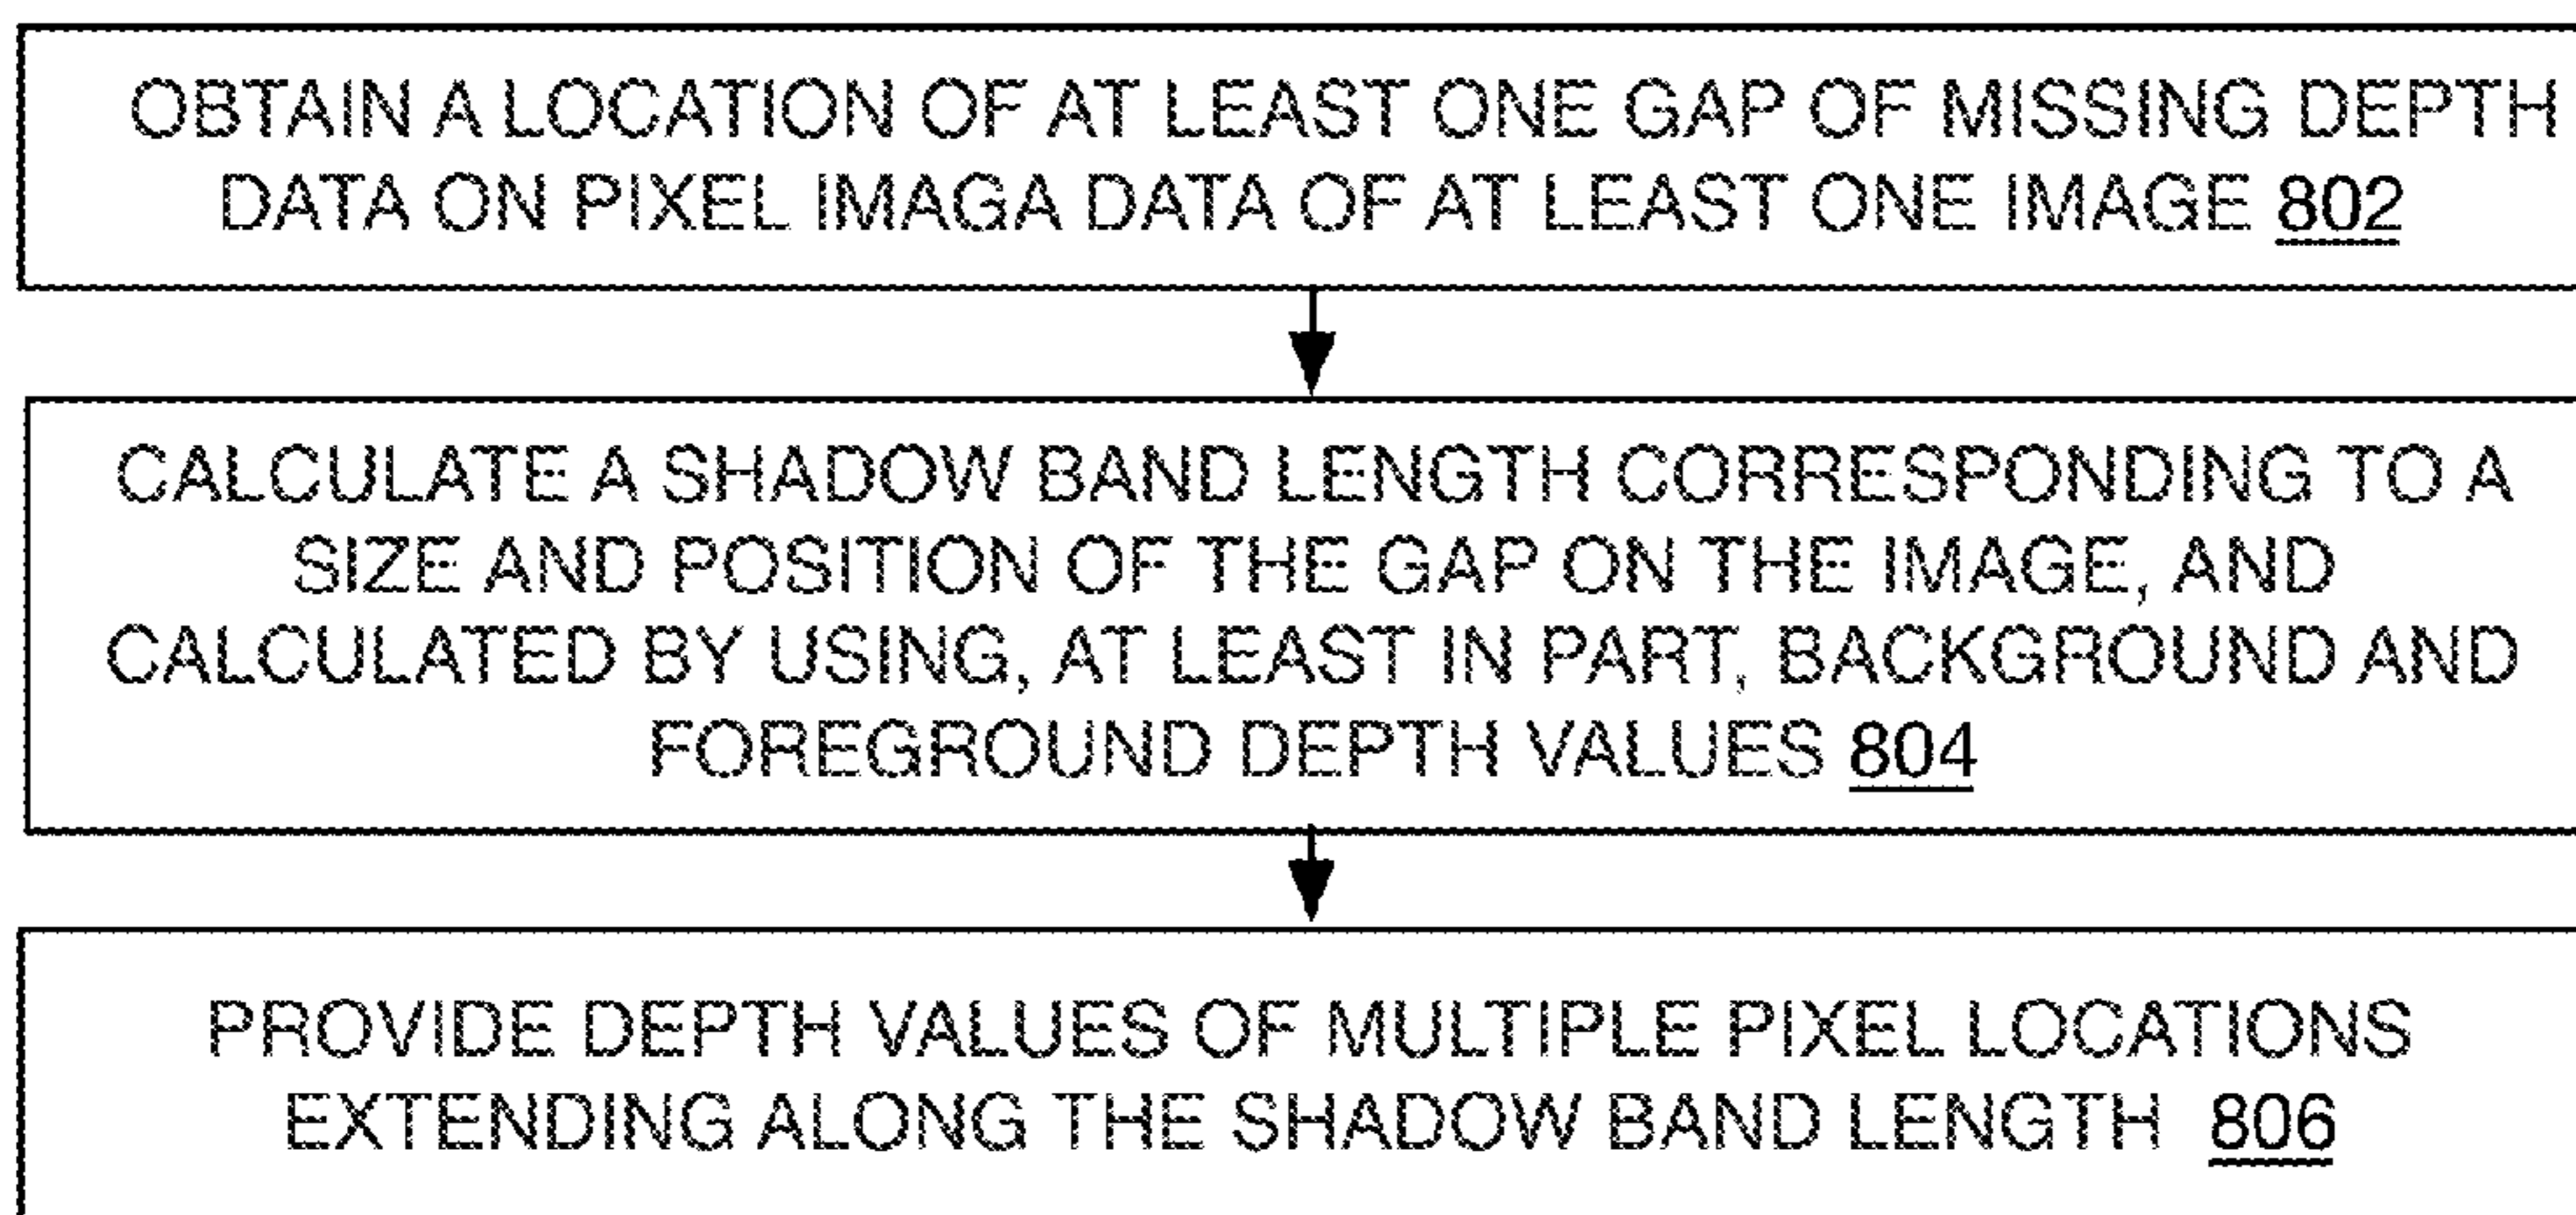 OBTAIN A LOCATION OF AT LEAST ONE GAP OF MISSING DEPTH
DATA ON PIXEL IMAGA DATA OF AT LEAST ONE IMAGE 802
CALCULATE A SHADOW BAND LENGTH CORRESPONDING TO A
SIZE AND POSITION OF THE GAP ON THE IMAGE, AND
CALCULATED BY USING, AT LEAST IN PART, BACKGROUND AND
FOREGROUND DEPTH VALUES 804
PROVIDE DEPTH VALUES OF MULTIPLE PIXEL LOCATIONS
EXTENDING ALONG THE SHADOW BAND LENGTH 806